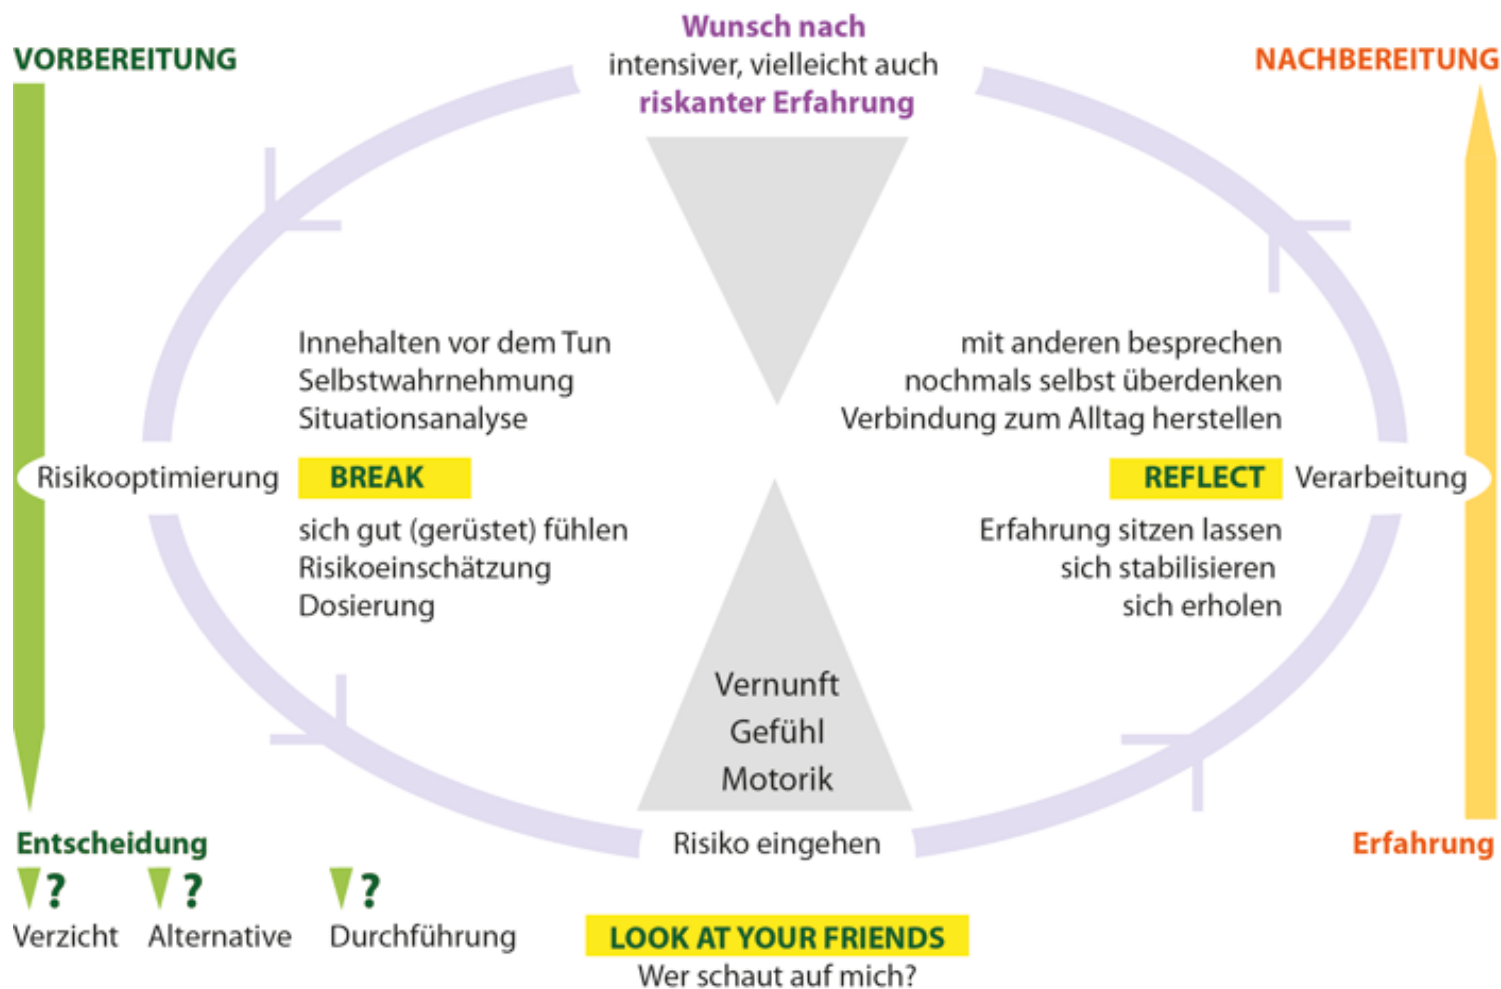 Wunsch nach
intensiver, vielleicht auch
riskanter Erfahrung
VORBEREITUNG
NACHBEREITUNG
Innehalten vor dem Tun
Selbstwahrnehmung
Situationsanalyse
mit anderen besprechen
nochmals selbst überdenken
Verbindung zum Alltag herstellen
Risikooptimierung
BREAK
REFLECT
Verarbeitung
sich gut (gerüstet) fühlen
Risikoeinschätzung
Dosierung
Erfahrung sitzen lassen
sich stabilisieren
sich erholen
Vernunft
Gefühl
Motorik
Risiko eingehen
Entscheidung
? ? ?
Verzicht Alternative Durchführung
Erfahrung
LOOK AT YOUR FRIENDS
Wer schaut auf mich?